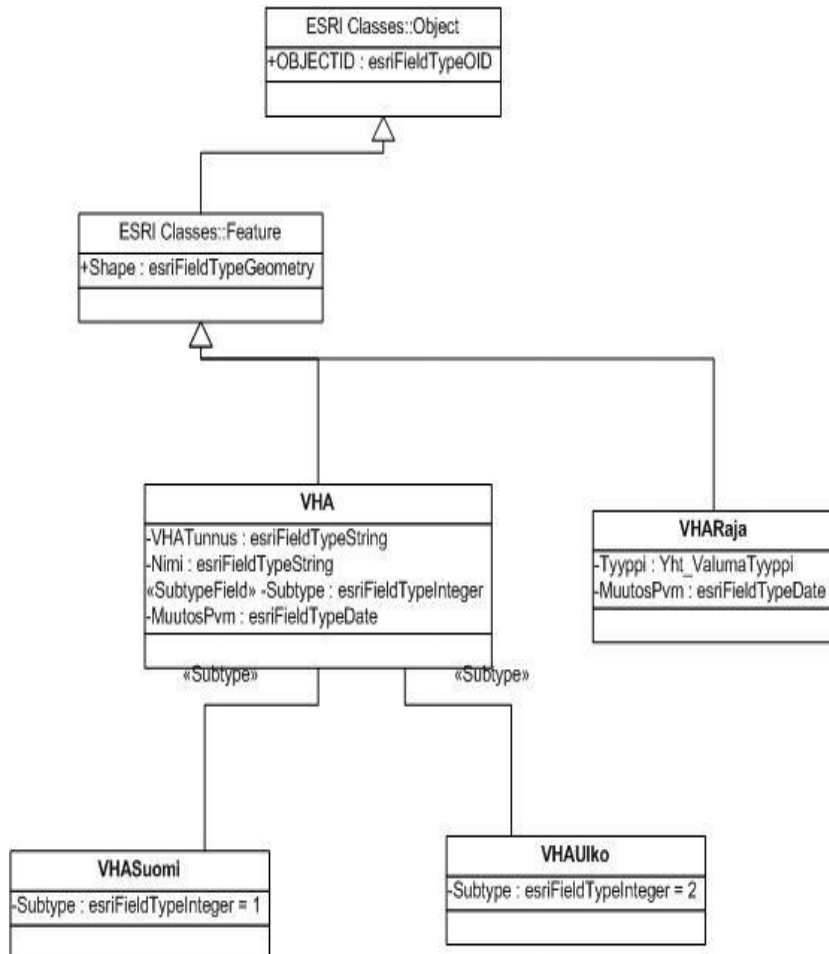 ESRI Classes::Object
+OBJECTID : esriFieldTypeOID
ESRI Classes::Feature
+Shape : esriFieldTypeGeometry
VHA
-VHATunnus : esriFieldTypeString
-Nimi : esriFieldTypeString
«SubtypeField» -Subtype : esriFieldTypeInteger
-MuutosPvm : esriFieldTypeDate
VHARaja
-Tyyppi : Yht_ValumaTyyppi
-MuutosPvm : esriFieldTypeDate
«Subtype»
«Subtype»
VHASuomi
-Subtype : esriFieldTypeInteger = 1
VHAUlko
-Subtype : esriFieldTypeInteger = 2